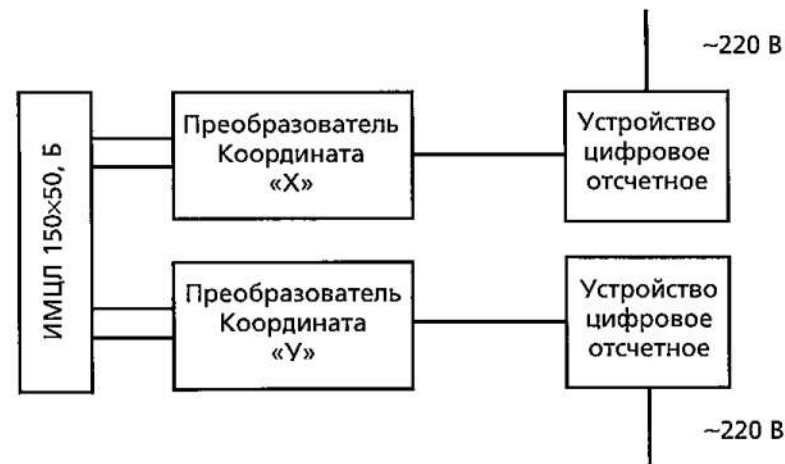 ~220 В
ИМЦЛ 150×50, Б
Преобразователь
Координата
«X»
Устройство
цифровое
отсчетное
Преобразователь
Координата
«У»
Устройство
цифровое
отсчетное
~220 В